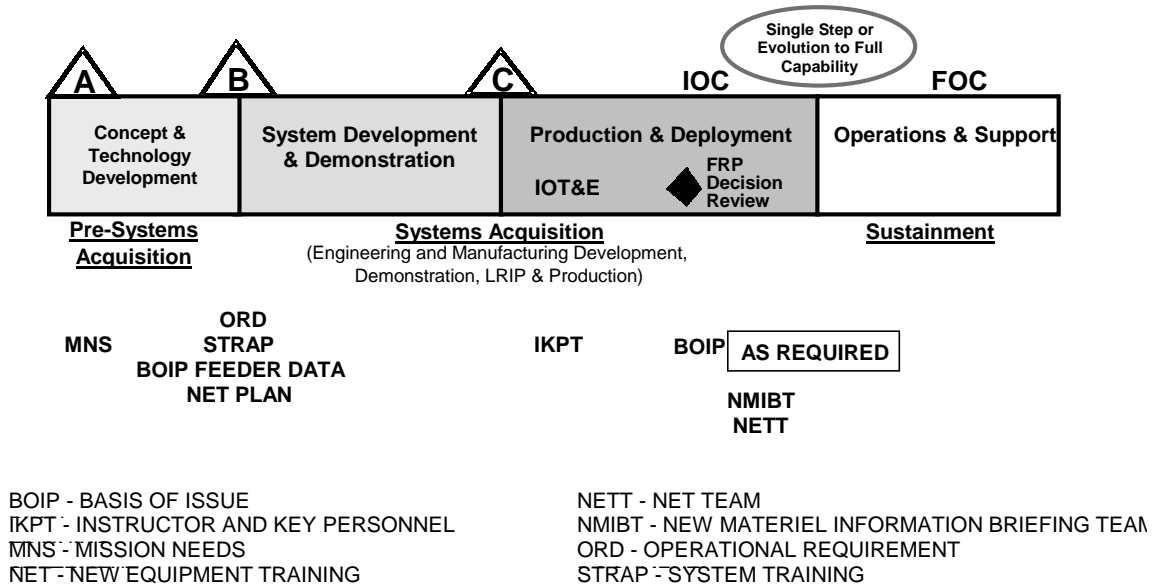 Single Step or
Evolution to Full
Capability
A
B
C
IOC
FOC
Concept &
Technology
Development
System Development
& Demonstration
Production & Deployment
IOT&E
FRP
Decision
Review
Operations & Support
Pre-Systems
Acquisition
Systems Acquisition
(Engineering and Manufacturing Development,
Demonstration, LRIP & Production)
Sustainment
MNS
ORD
STRAP
BOIP FEEDER DATA
NET PLAN
IKPT
BOIP
AS REQUIRED
NMIBT
NETT
BOIP - BASIS OF ISSUE
IKPT - INSTRUCTOR AND KEY PERSONNEL
MNS - MISSION NEEDS
NET - NEW EQUIPMENT TRAINING
NETT - NET TEAM
NMIBT - NEW MATERIEL INFORMATION BRIEFING TEAM
ORD - OPERATIONAL REQUIREMENT
STRAP - SYSTEM TRAINING